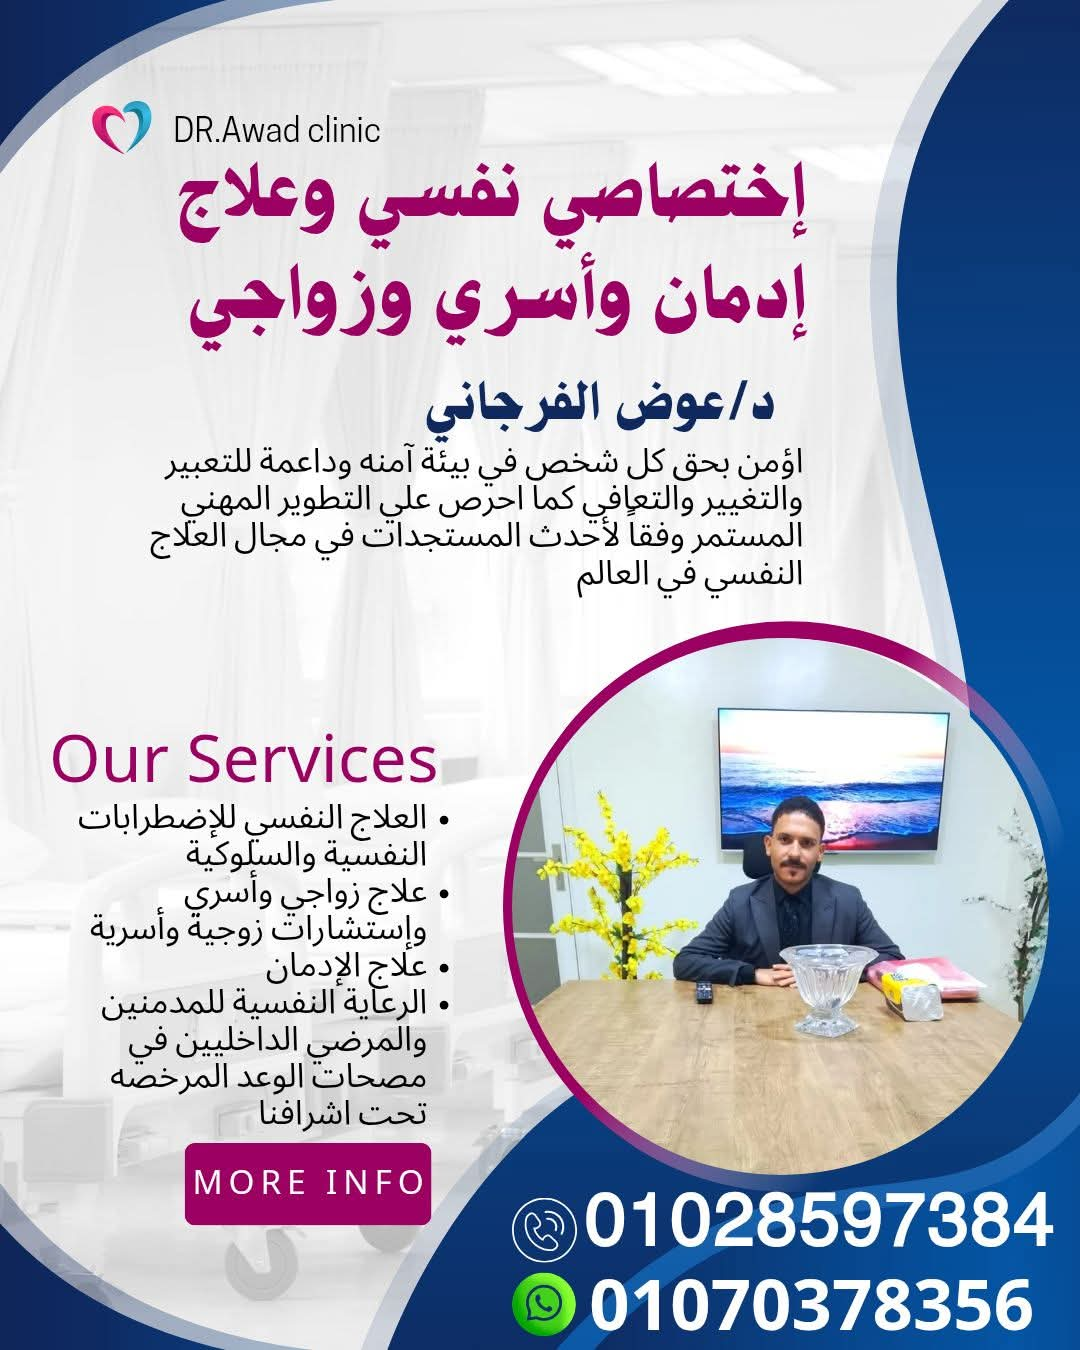 DR.Awad clinic
إختصاصي نفسي وعلاج
إدمان وأسري وزواجي
د/عوض الفرجاني
اؤمن بحق كل شخص في بيئة آمنه وداعمة للتعبير
والتغيير والتعافي كما احرص علي التطوير المهني
المستمر وفقاً لأحدث المستجدات في مجال العلاج
النفسي في العالم
Our Services
• العلاج النفسي للإضطرابات
النفسية والسلوكية
• علاج زواجي وأسري
وإستشارات زوجية وأسرية
• علاج الإدمان
• الرعاية النفسية للمدمنين
والمرضي الداخليين في
مصحات الوعد المرخصه
تحت اشرافنا
MORE INFO
01028597384
01070378356